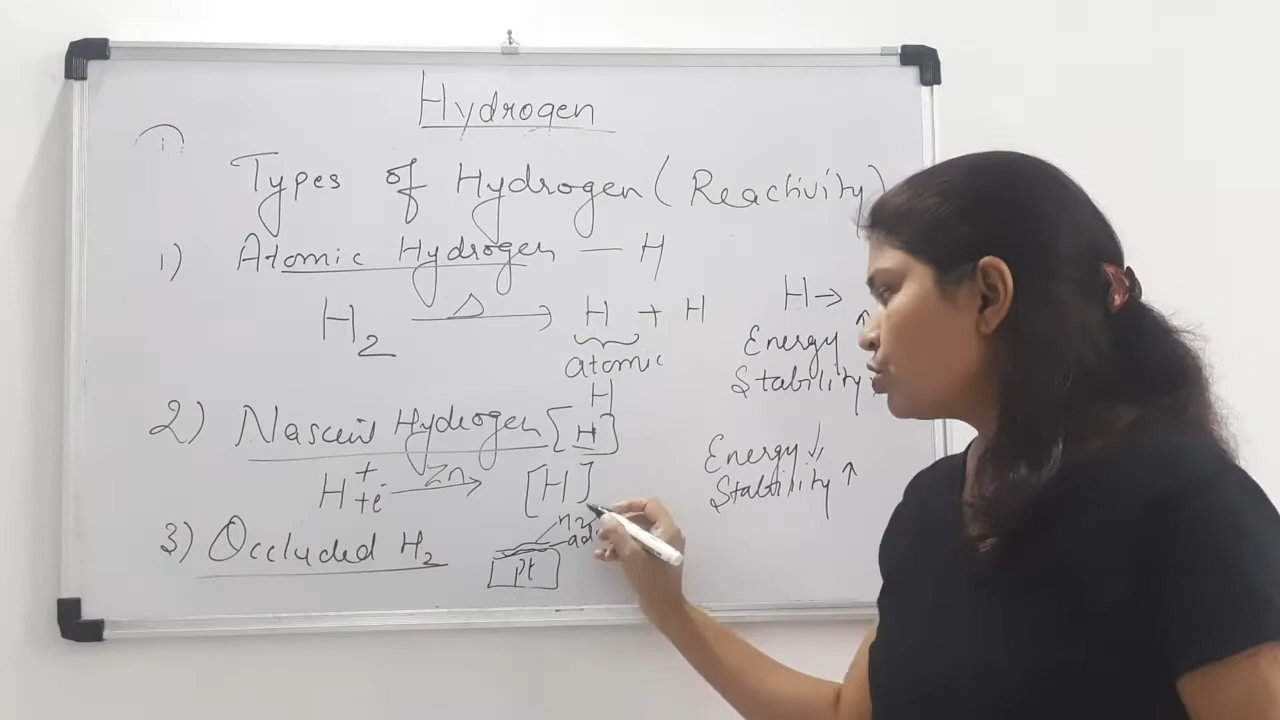 Hydrogen
Types of Hydrogen (Reactivity)
1) Atomic Hydrogen — H
H2 —Δ→ H + H
atomic
H →
Energy ↑
Stability
H
2) Nascent Hydrogen [H]
H+ + e- —Zn→ [H]
Energy ↓
Stability ↑
3) Occluded H2
Pt